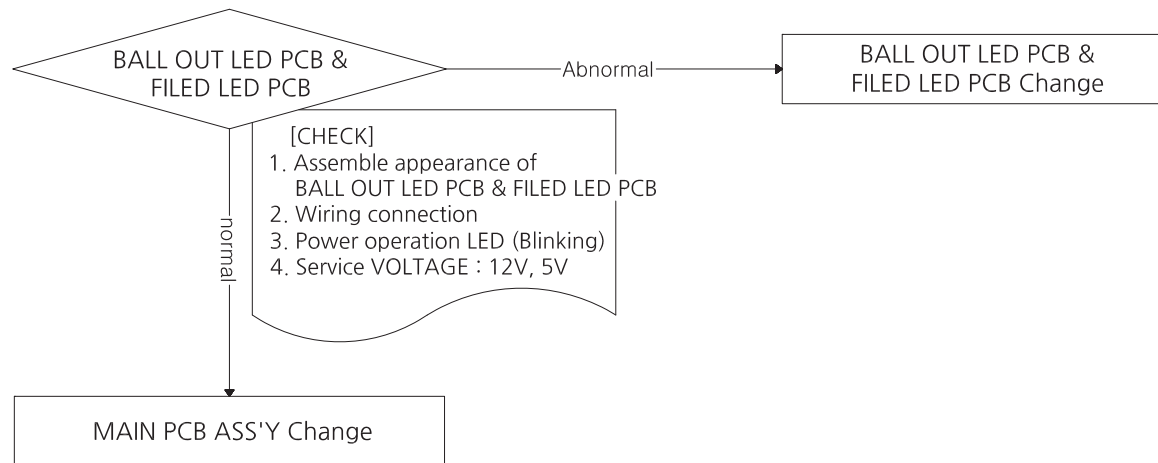 BALL OUT LED PCB &
FILED LED PCB
Abnormal
BALL OUT LED PCB &
FILED LED PCB Change
[CHECK]
1. Assemble appearance of
BALL OUT LED PCB & FILED LED PCB
2. Wiring connection
3. Power operation LED (Blinking)
4. Service VOLTAGE : 12V, 5V
normal
MAIN PCB ASS'Y Change